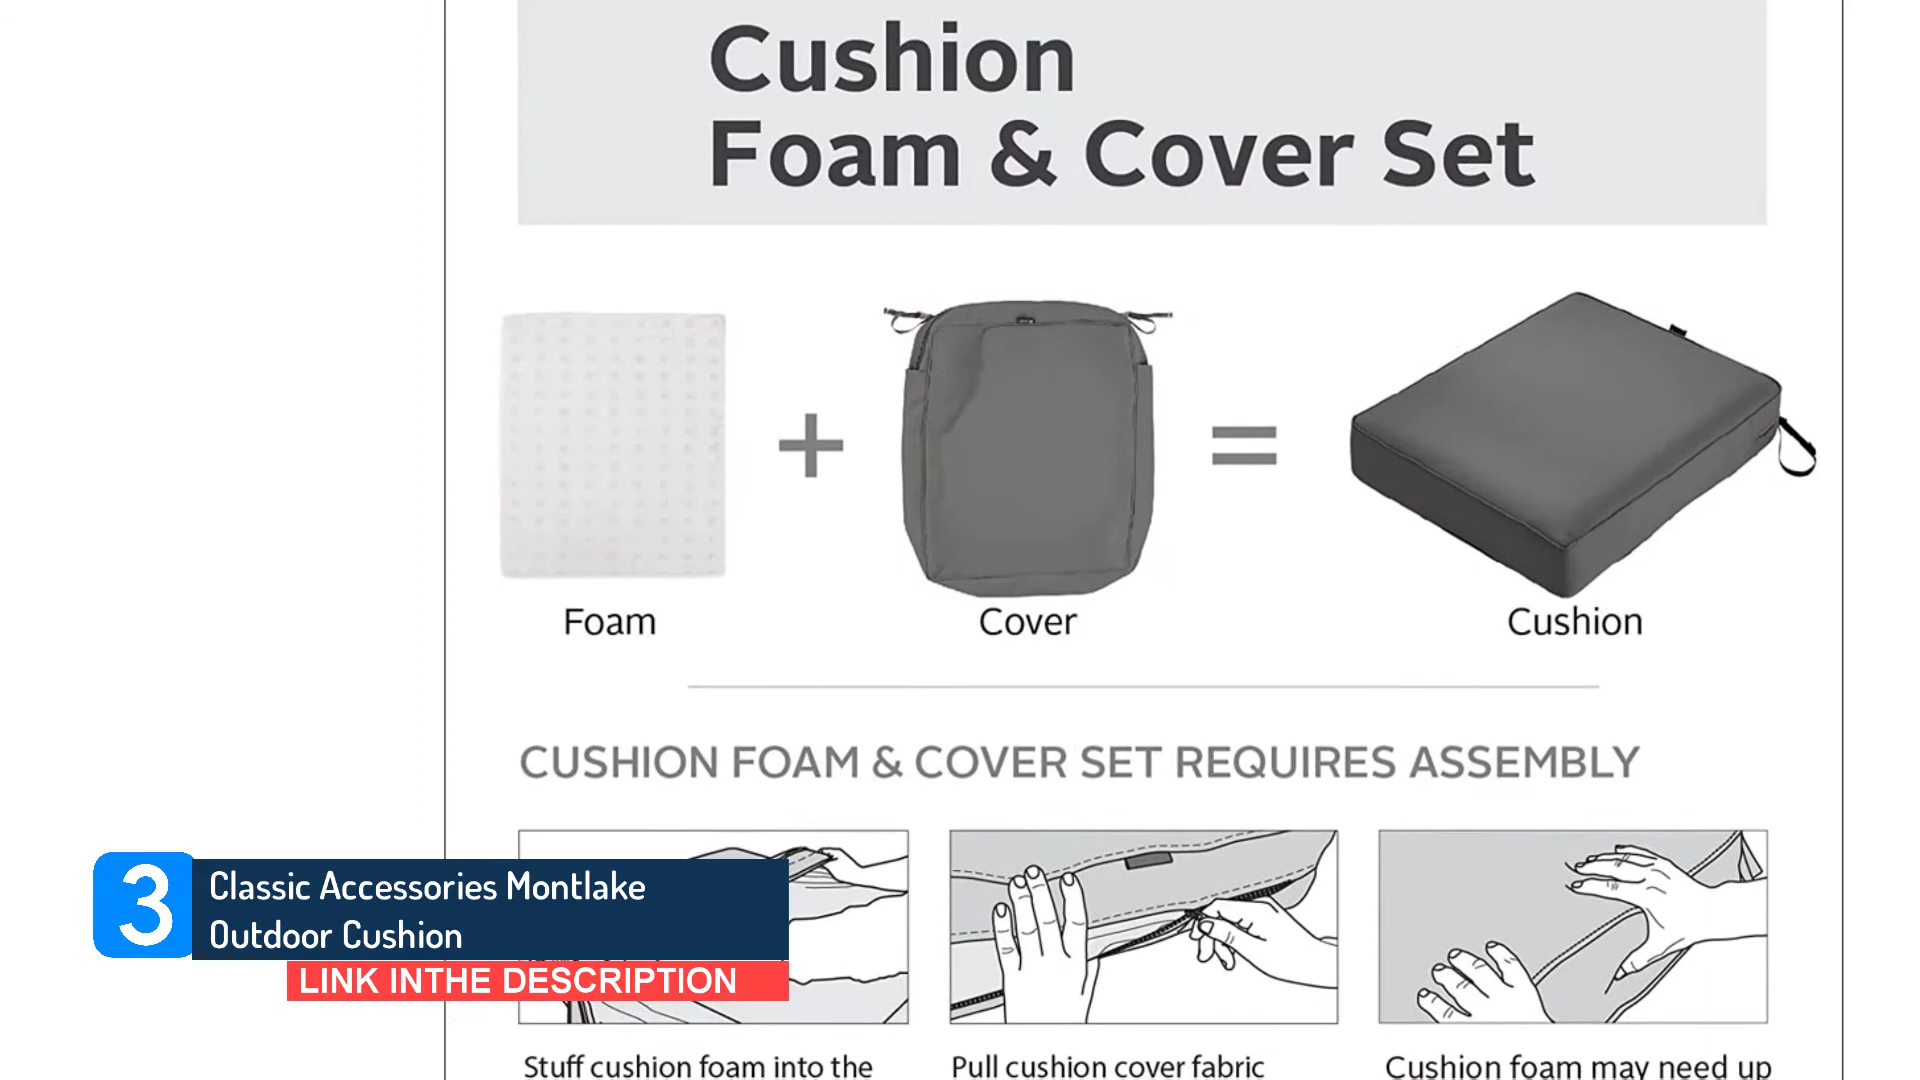 Cushion
Foam & Cover Set
+
=
Foam
Cover
Cushion
CUSHION FOAM & COVER SET REQUIRES ASSEMBLY
3
Classic Accessories Montlake
Outdoor Cushion
LINK INTHE DESCRIPTION
Stuff cushion foam into the
Pull cushion cover fabric
Cushion foam may need up